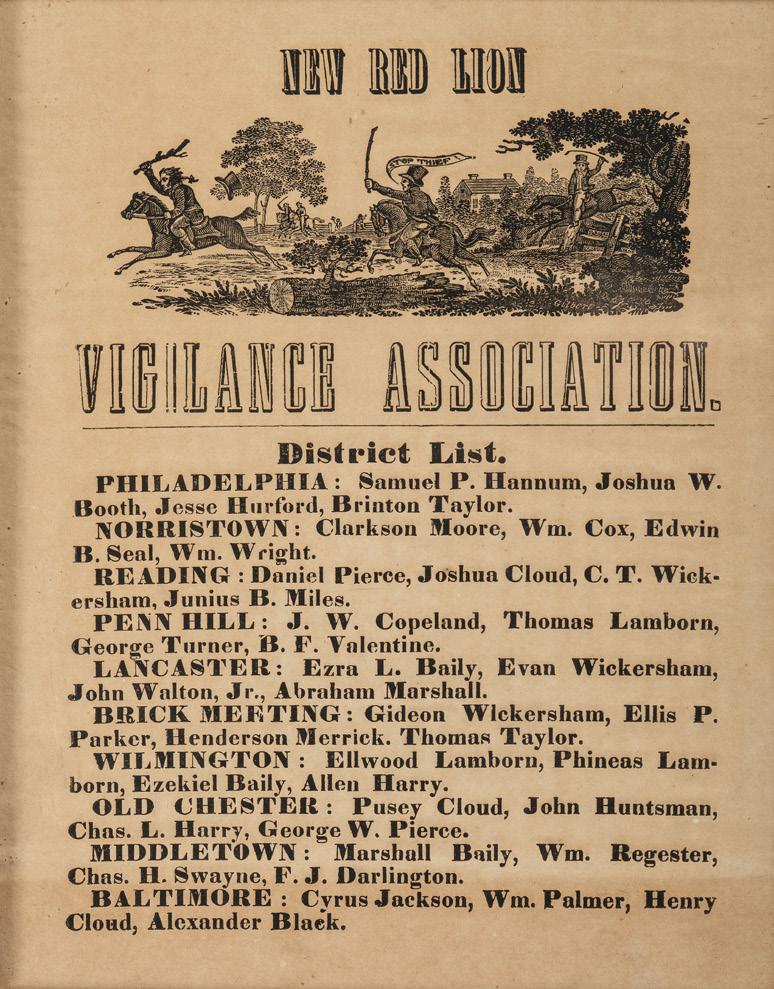 NEW RED LION
STOP THIEF
VIGILANCE ASSOCIATION.
District List.
PHILADELPHIA: Samuel P. Hannum, Joshua W.
Booth, Jesse Hurford, Brinton Taylor.
NORRISTOWN: Clarkson Moore, Wm. Cox, Edwin
B. Seal, Wm. Wright.
READING: Daniel Pierce, Joshua Cloud, C. T. Wick-
ersham, Junius B. Miles.
PENN HILL: J. W. Copeland, Thomas Lamborn,
George Turner, B. F. Valentine.
LANCASTER: Ezra L. Baily, Evan Wickersham,
John Walton, Jr., Abraham Marshall.
BRICK MEETING: Gideon Wickersham, Ellis P.
Parker, Henderson Merrick. Thomas Taylor.
WILMINGTON: Ellwood Lamborn, Phineas Lam-
born, Ezekiel Baily, Allen Harry.
OLD CHESTER: Pusey Cloud, John Huntsman,
Chas. L. Harry, George W. Pierce.
MIDDLETOWN: Marshall Baily, Wm. Regester,
Chas. H. Swayne, F. J. Darlington.
BALTIMORE: Cyrus Jackson, Wm. Palmer, Henry
Cloud, Alexander Black.